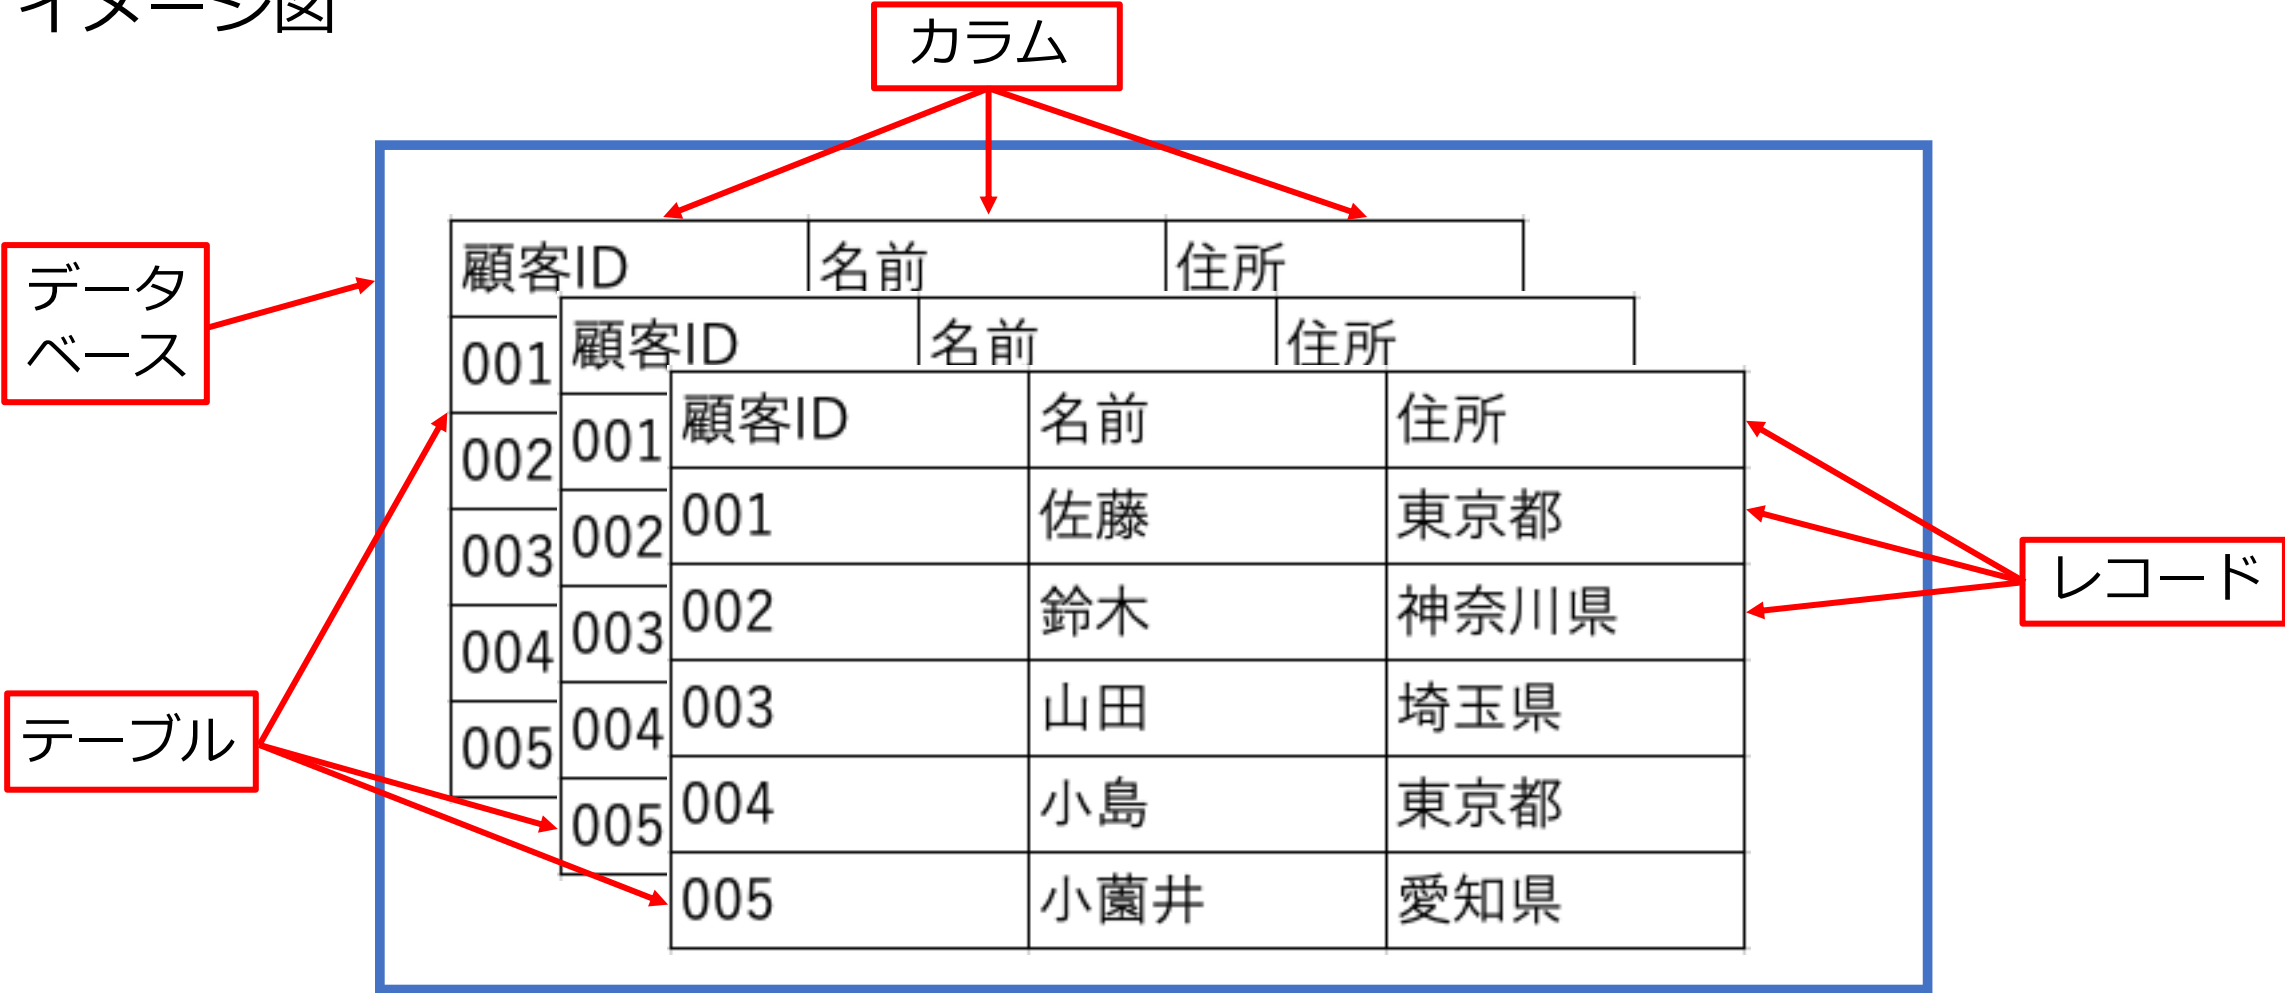 イメージ図
カラム
データ
ベース
顧客ID 名前 住所
001
002
003
004
005
顧客ID 名前 住所
001
002
003
004
005
顧客ID 名前 住所
001 佐藤 東京都
002 鈴木 神奈川県
003 山田 埼玉県
004 小島 東京都
005 小薗井 愛知県
レコード
テーブル